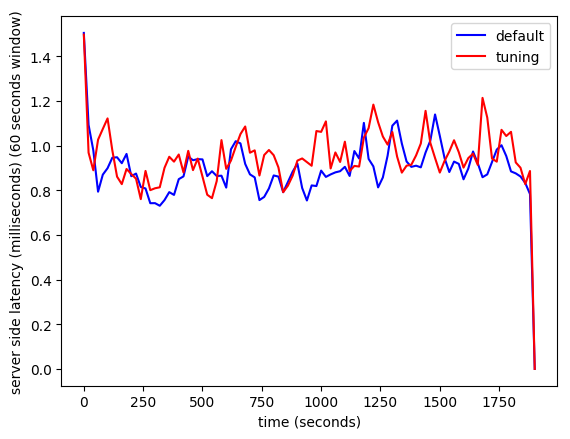 server side latency (milliseconds) (60 seconds window)
1.4
1.2
1.0
0.8
0.6
0.4
0.2
0.0
default
tuning
0 250 500 750 1000 1250 1500 1750
time (seconds)